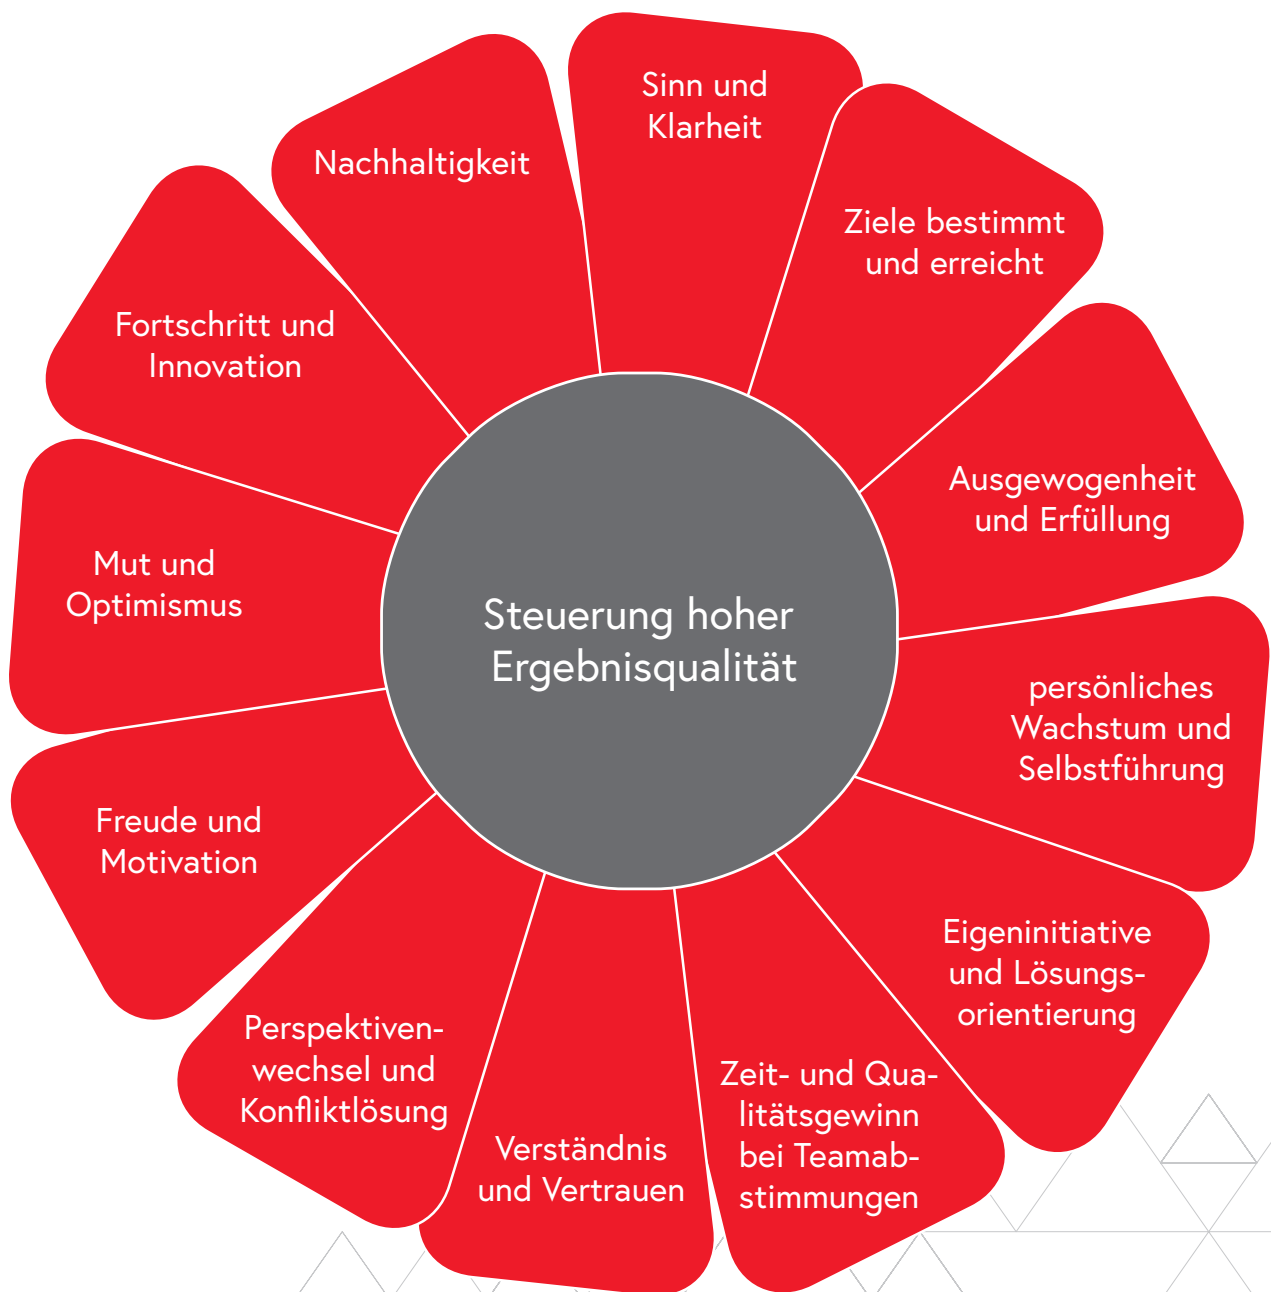 Sinn und
Klarheit
Ziele bestimmt
und erreicht
Ausgewogenheit
und Erfüllung
persönliches
Wachstum und
Selbstführung
Eigeninitiative
und Lösungs-
orientierung
Zeit- und Qua-
litätsgewinn
bei Teamab-
stimmungen
Verständnis
und Vertrauen
Perspektiven-
wechsel und
Konfliktlösung
Freude und
Motivation
Mut und
Optimismus
Fortschritt und
Innovation
Nachhaltigkeit
Steuerung hoher
Ergebnisqualität